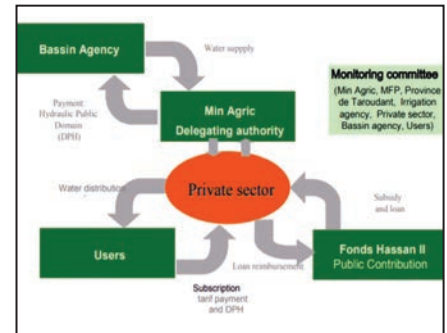 Bassin Agency
Water suppply
Payment:
Hydraulic Public
Domain
(DPH)
Min Agric
Delegating authority
Monitoring committee
(Min Agric, MFP, Province
de Taroudant, Irrigation
agency, Private sector,
Bassin agency, Users)
Water distribution
Private sector
Subsidy
and loan
Users
Loan reimbursement
Fonds Hassan II
Public Contribution
Subscription
tarif payment
and DPH